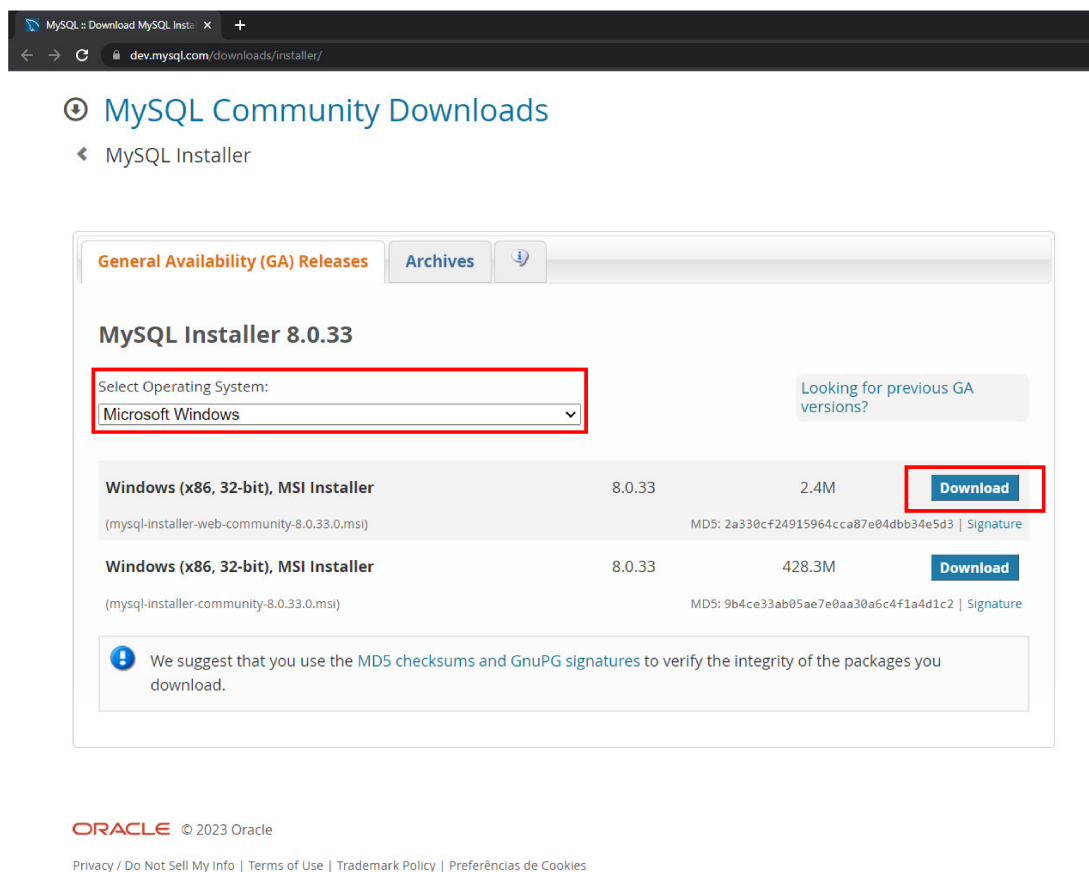 MySQL :: Download MySQL Insta
dev.mysql.com/downloads/installer/
MySQL Community Downloads
MySQL Installer
General Availability (GA) Releases
Archives
MySQL Installer 8.0.33
Select Operating System:
Microsoft Windows
Looking for previous GA
versions?
Windows (x86, 32-bit), MSI Installer 8.0.33 2.4M Download
(mysql-installer-web-community-8.0.33.0.msi) MD5: 2a330cf24915964cca87e04dbb34e5d3 | Signature
Windows (x86, 32-bit), MSI Installer 8.0.33 428.3M Download
(mysql-installer-community-8.0.33.0.msi) MD5: 9b4ce33ab05ae7e0aa30a6c4f1a4d1c2 | Signature
We suggest that you use the MD5 checksums and GnuPG signatures to verify the integrity of the packages you
download.
ORACLE © 2023 Oracle
Privacy / Do Not Sell My Info | Terms of Use | Trademark Policy | Preferências de Cookies